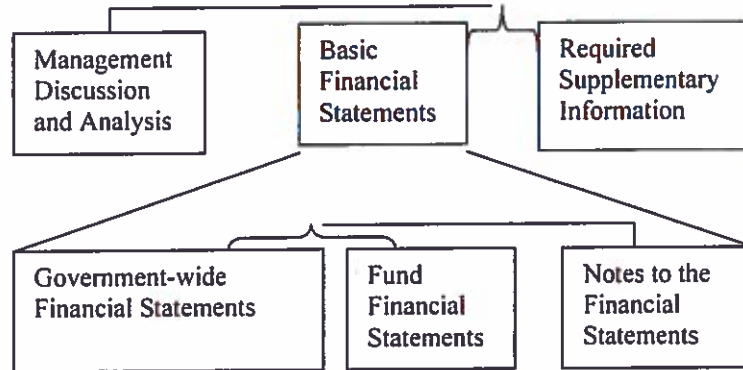 Management
Discussion
and Analysis
Basic
Financial
Statements
Required
Supplementary
Information
Government-wide
Financial Statements
Fund
Financial
Statements
Notes to the
Financial
Statements